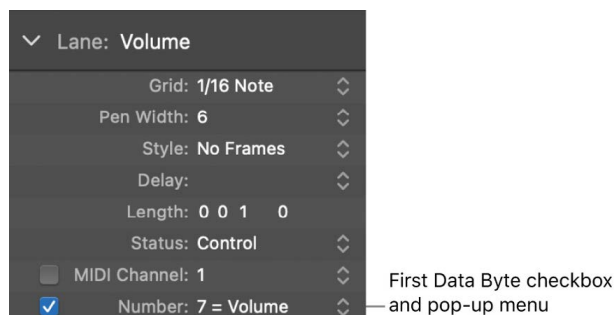 Lane: Volume
Grid: 1/16 Note
Pen Width: 6
Style: No Frames
Delay:
Length: 0 0 1 0
Status: Control
MIDI Channel: 1
Number: 7 = Volume
First Data Byte checkbox
and pop-up menu